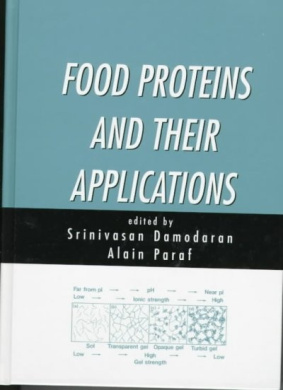 FOOD PROTEINS
AND THEIR
APPLICATIONS
edited by
Srinivasan Damodaran
Alain Paraf
Far from pI → pH → Near pI
Low → Ionic strength → High
Sol Transparent gel Opaque gel Turbid gel
Low → High → Low
Gel strength